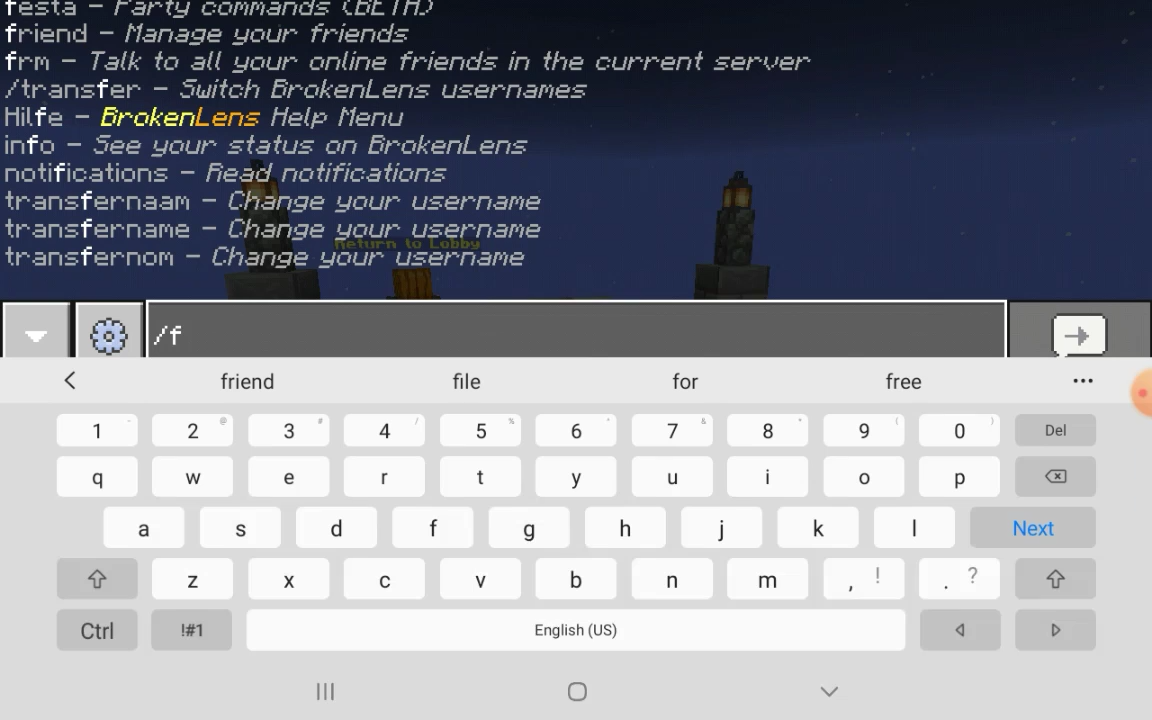 festa – Party commands (BETA)
friend – Manage your friends
frm – Talk to all your online friends in the current server
/transfer – Switch BrokenLens usernames
Hilfe – BrokenLens Help Menu
info – See your status on BrokenLens
notifications – Read notifications
transfernaam – Change your username
transfername – Change your username
Return to Lobby
transfernom – Change your username
/f
friend file for free ...
1 - 2 @ 3 # 4 / 5 % 6 ^ 7 & 8 * 9 ( 0 ) Del
q w e r t y u i o p
a s d f g h j k l Next
z x c v b n m , ! . ?
Ctrl !#1 English (US)